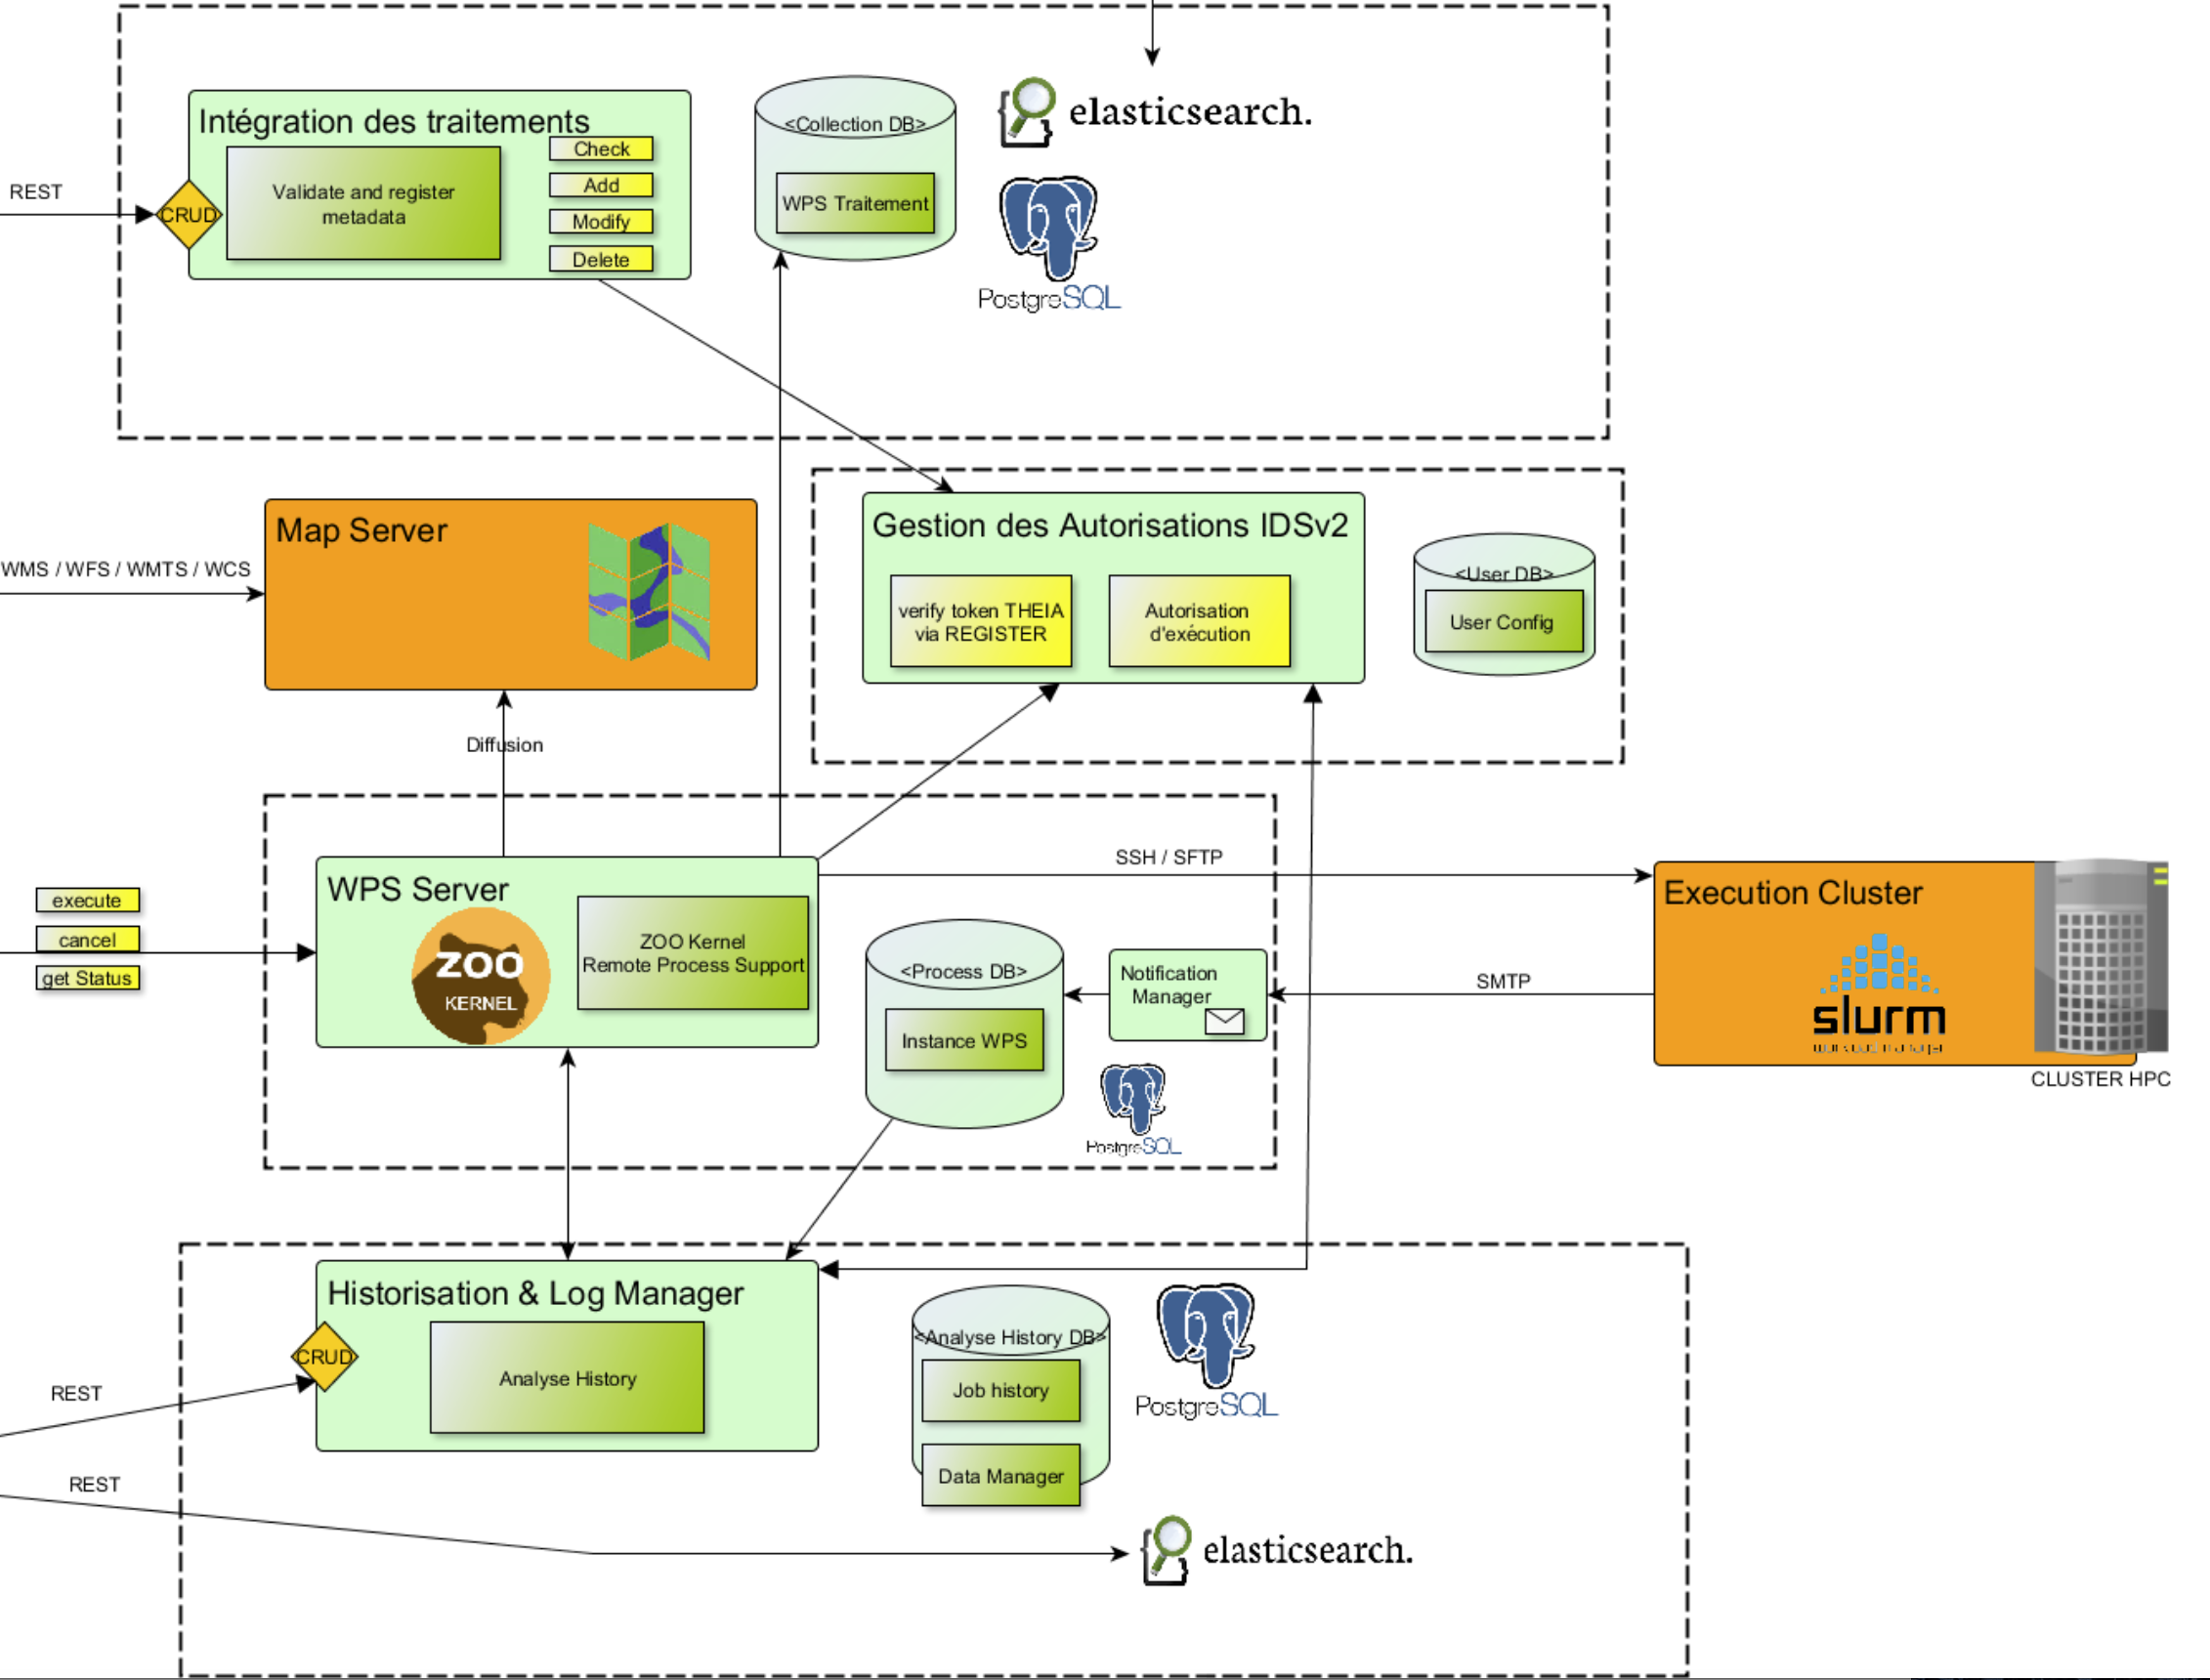 Intégration des traitements
Check
Add
Modify
Delete
Validate and register
metadata
REST
CRUD
<Collection DB>
WPS Traitement
elasticsearch.
PostgreSQL
Map Server
WMS / WFS / WMTS / WCS
Gestion des Autorisations IDSv2
verify token THEIA
via REGISTER
Autorisation
d'exécution
<User DB>
User Config
Diffusion
WPS Server
ZOO
KERNEL
ZOO Kernel
Remote Process Support
execute
cancel
get Status
SSH / SFTP
<Process DB>
Instance WPS
Notification
Manager
PostgreSQL
SMTP
Execution Cluster
slurm
workload manager
CLUSTER HPC
Historisation & Log Manager
CRUD
Analyse History
REST
REST
<Analyse History DB>
Job history
Data Manager
PostgreSQL
elasticsearch.